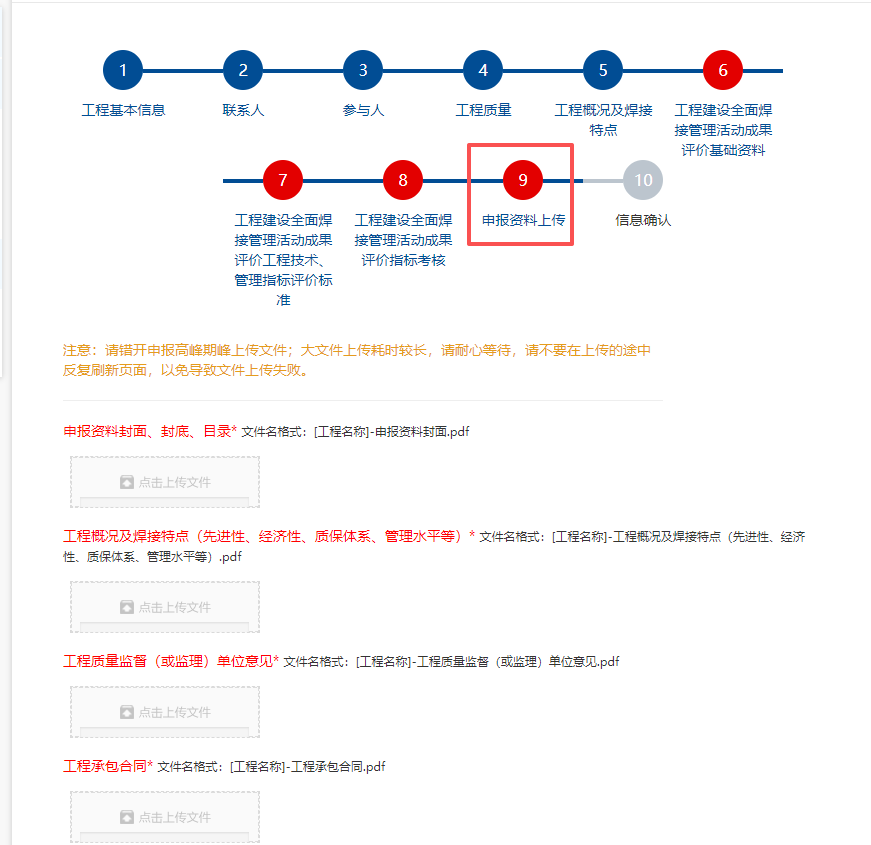 1 2 3 4 5 6
工程基本信息 联系人 参与人 工程质量 工程概况及焊接 工程建设全面焊
特点 接管理活动成果
评价基础资料
7 8 9 10
工程建设全面焊 工程建设全面焊 申报资料上传 信息确认
接管理活动成果 接管理活动成果
评价工程技术、 评价指标考核
管理指标评价标
准
注意：请错开申报高峰期峰上传文件；大文件上传耗时较长，请耐心等待，请不要在上传的途中
反复刷新页面，以免导致文件上传失败。
申报资料封面、封底、目录* 文件名格式：[工程名称]-申报资料封面.pdf
点击上传文件
工程概况及焊接特点（先进性、经济性、质保体系、管理水平等）* 文件名格式：[工程名称]-工程概况及焊接特点（先进性、经济
性、质保体系、管理水平等）.pdf
点击上传文件
工程质量监督（或监理）单位意见* 文件名格式：[工程名称]-工程质量监督（或监理）单位意见.pdf
点击上传文件
工程承包合同* 文件名格式：[工程名称]-工程承包合同.pdf
点击上传文件